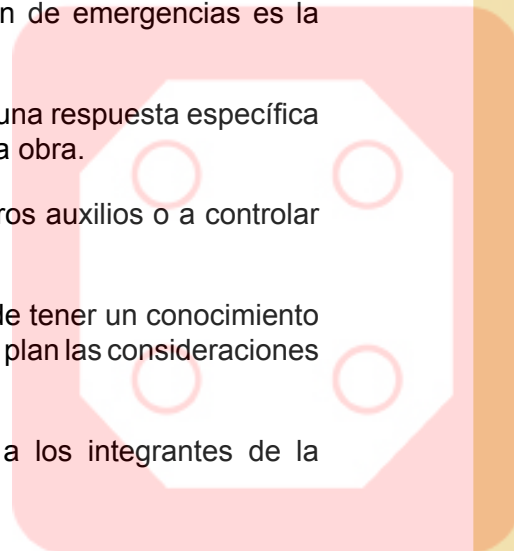 n de emergencias es la
una respuesta específica
a obra.
ros auxilios o a controlar
de tener un conocimiento
plan las consideraciones
a los integrantes de la